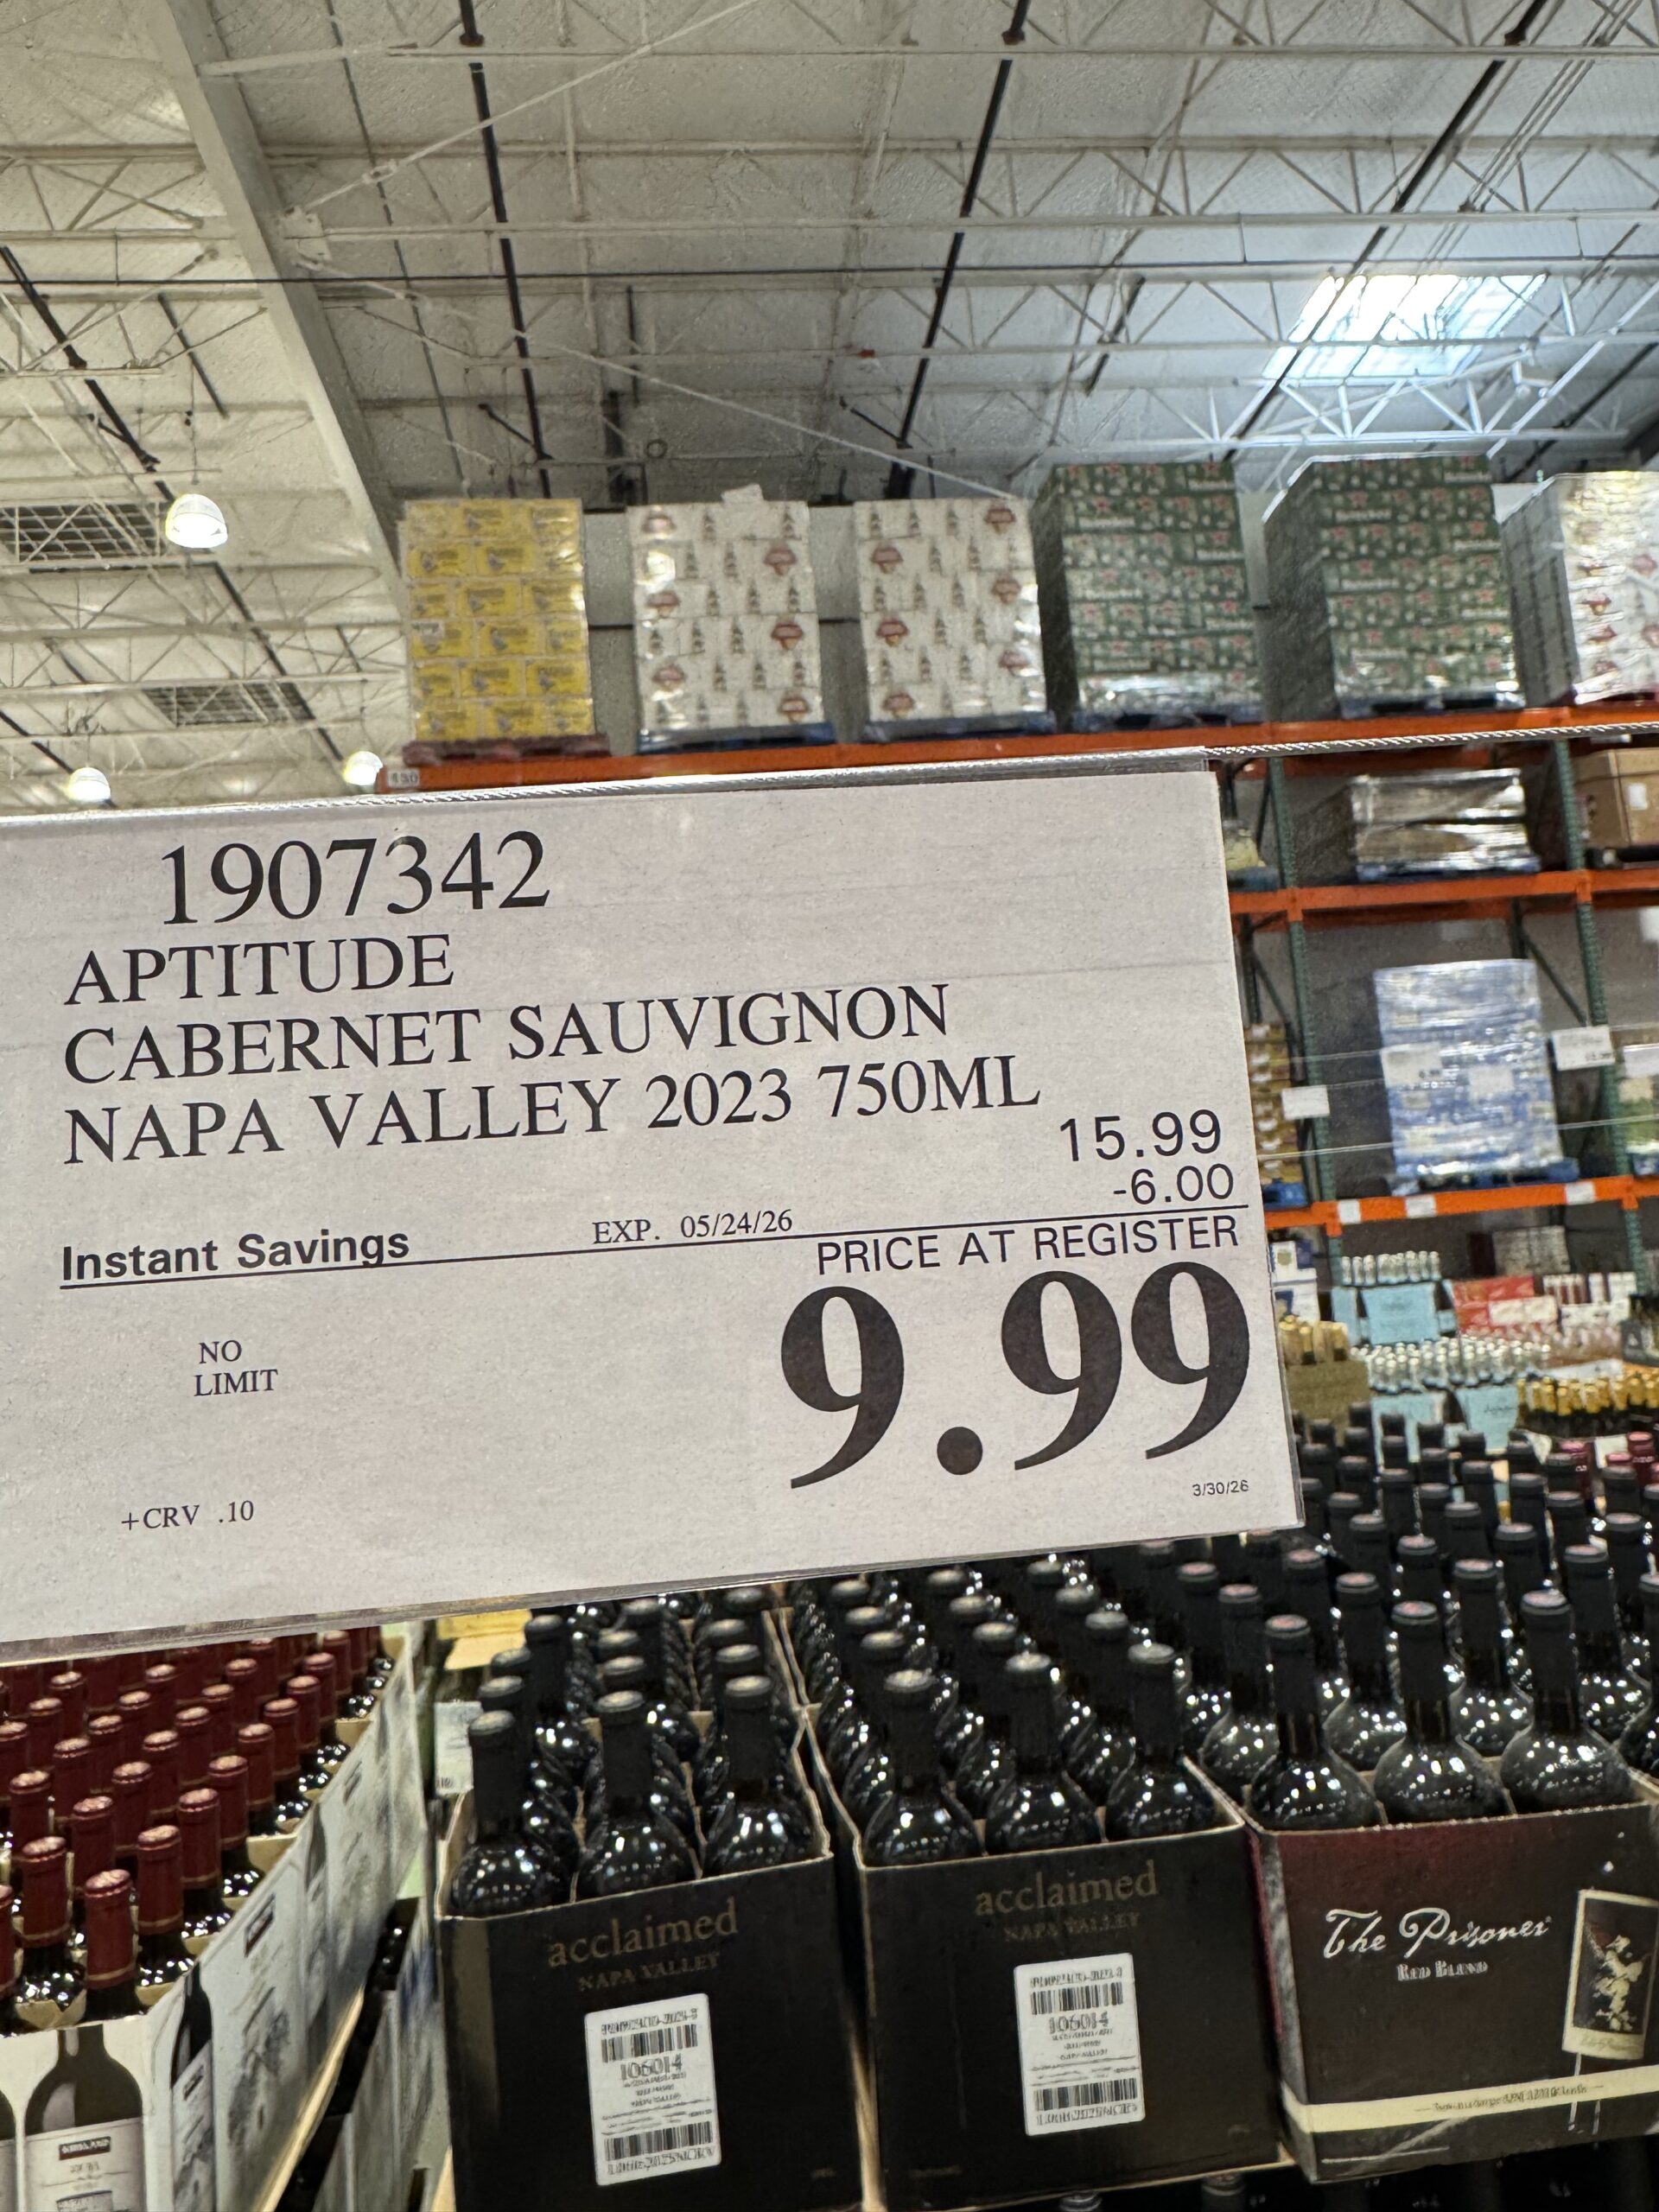 1907342
APTITUDE
CABERNET SAUVIGNON
NAPA VALLEY 2023 750ML
15.99
-6.00
Instant Savings EXP. 05/24/26
PRICE AT REGISTER
9.99
NO
LIMIT
+CRV .10
3/30/26
acclaimed
NAPA VALLEY
106014
acclaimed
NAPA VALLEY
106014
The Prisoner
RED BLEND
KIRKLAND